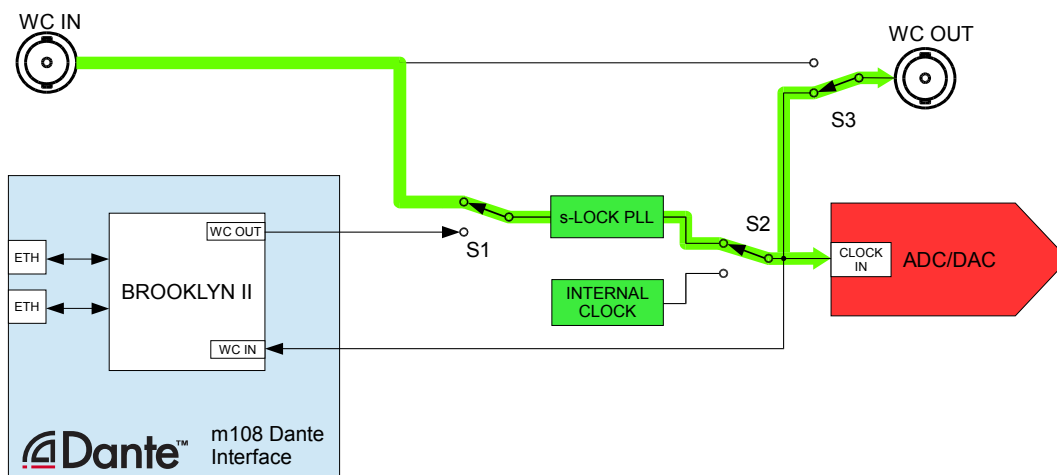 WC IN
WC OUT
S3
S1
s-LOCK PLL
S2
CLOCK
IN
ADC/DAC
INTERNAL
CLOCK
WC OUT
ETH
BROOKLYN II
ETH
WC IN
Dante™
m108 Dante
Interface